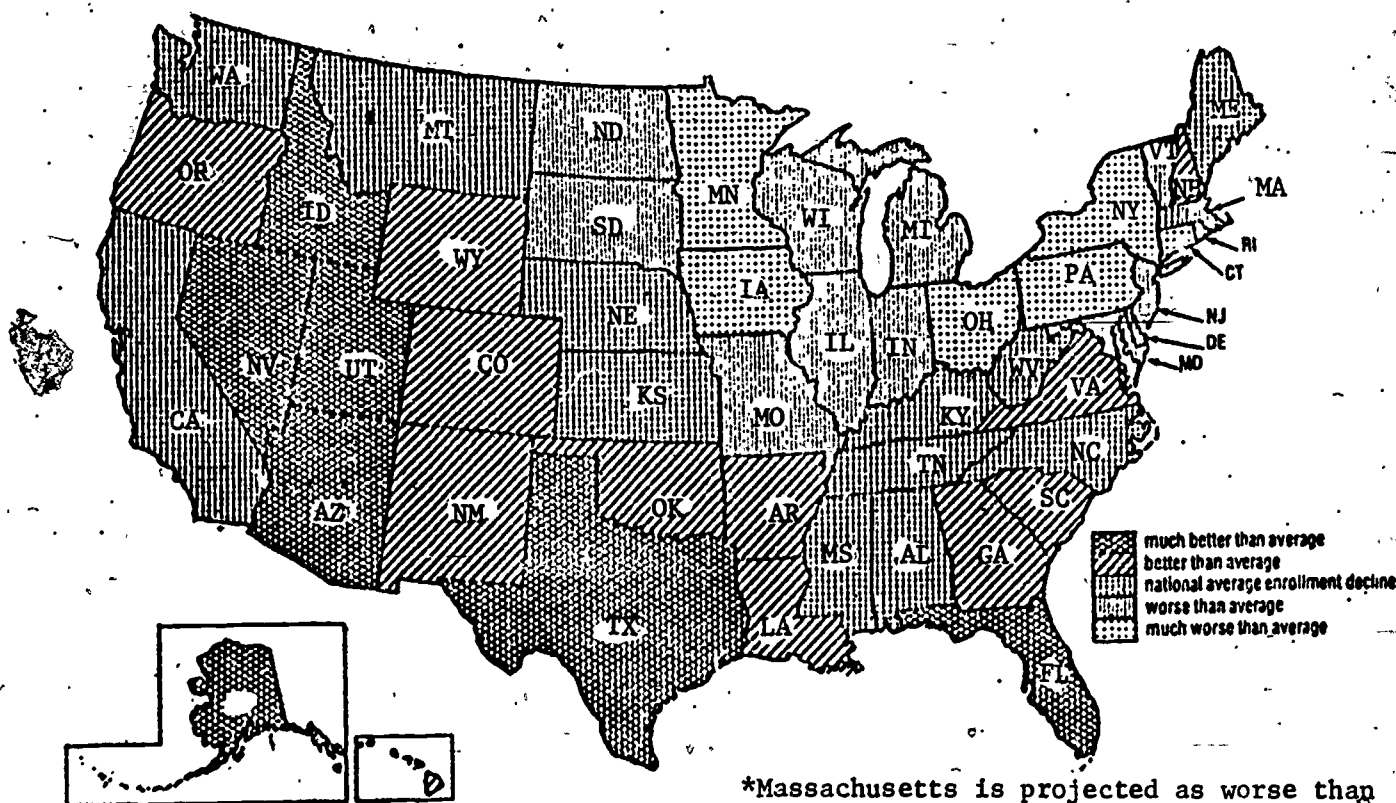 WA
MT
ND
ME
OR
MN
VT
NH
MA
ID
WI
SD
MI
NY
RI
WY
CT
IA
PA
NE
NJ
OH
NV
UT
CO
IL
IN
DE
WV
MO
VA
KS
CA
MO
KY
NC
TN
AZ
NM
OK
AR
SC
MS
AL
GA
much better than average
better than average
national average enrollment decline
worse than average
much worse than average
TX
LA
FL
*Massachusetts is projected as worse than